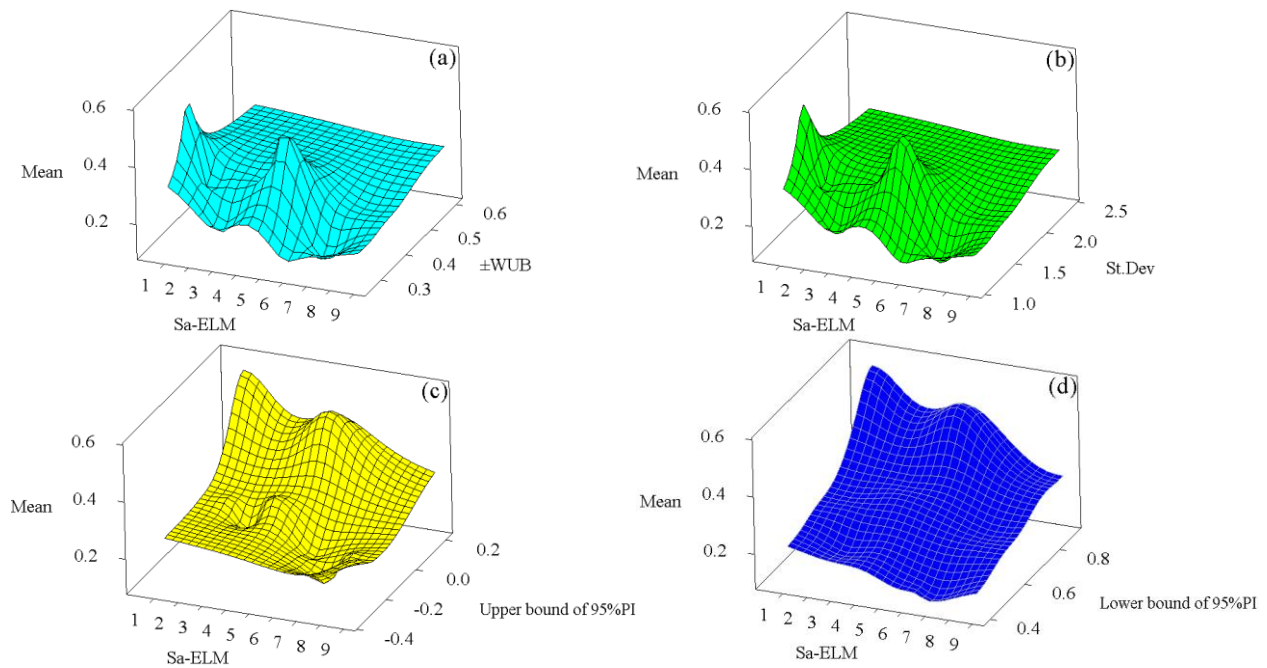 (a)
0.6
Mean
0.4
0.2
0.6
0.5
0.4
0.3
±WUB
1 2 3 4 5 6 7 8 9
Sa-ELM
(b)
0.6
Mean
0.4
0.2
2.5
2.0
1.5
1.0
St.Dev
1 2 3 4 5 6 7 8 9
Sa-ELM
(c)
0.6
Mean
0.4
0.2
0.2
0.0
-0.2
-0.4
Upper bound of 95%PI
1 2 3 4 5 6 7 8 9
Sa-ELM
(d)
0.6
Mean
0.4
0.2
0.8
0.6
0.4
Lower bound of 95%PI
1 2 3 4 5 6 7 8 9
Sa-ELM